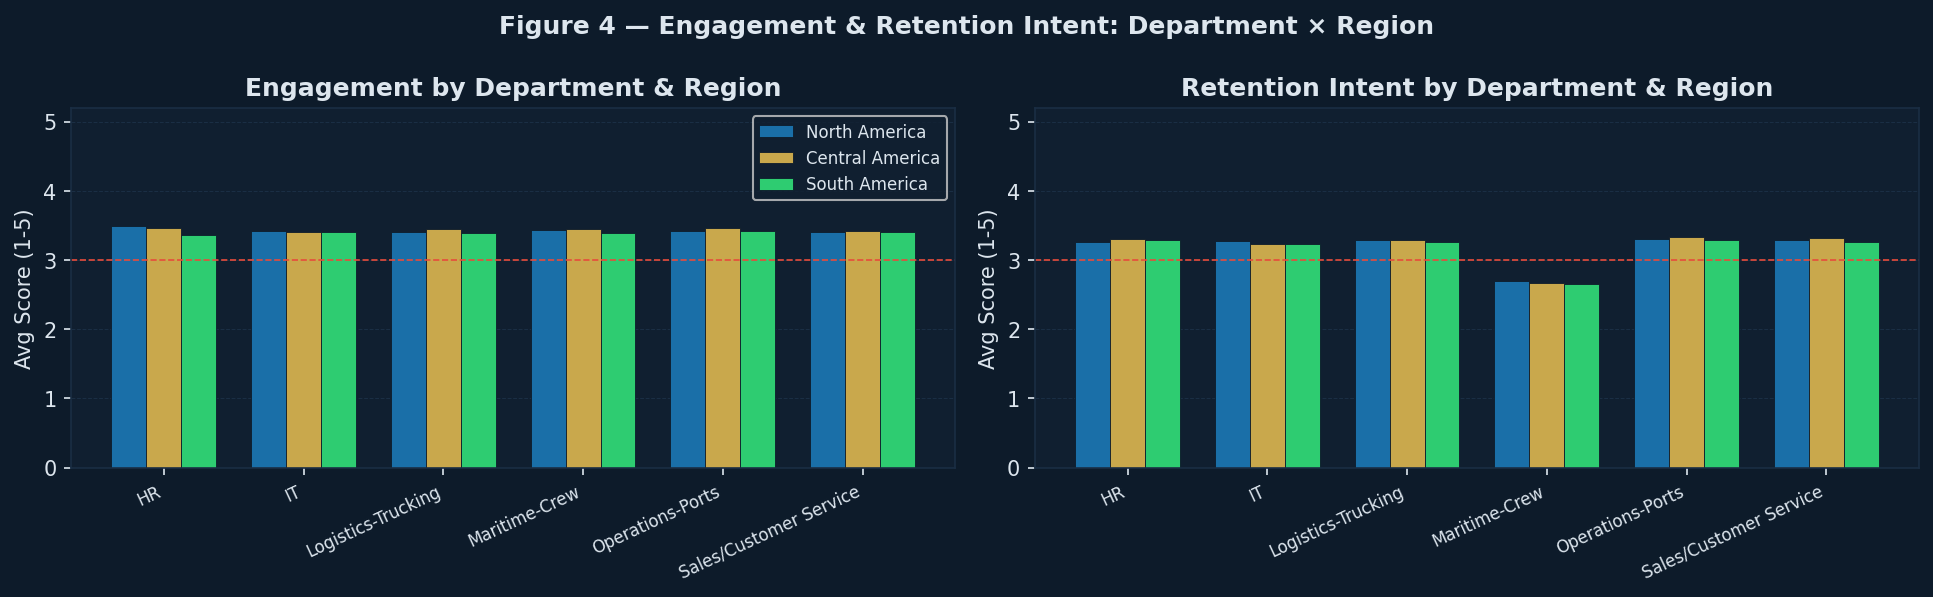 Figure 4 — Engagement & Retention Intent: Department × Region
Engagement by Department & Region
Avg Score (1-5)
5
4
3
2
1
0
North America
Central America
South America
HR
IT
Logistics-Trucking
Maritime-Crew
Operations-Ports
Sales/Customer Service
Retention Intent by Department & Region
Avg Score (1-5)
5
4
3
2
1
0
HR
IT
Logistics-Trucking
Maritime-Crew
Operations-Ports
Sales/Customer Service